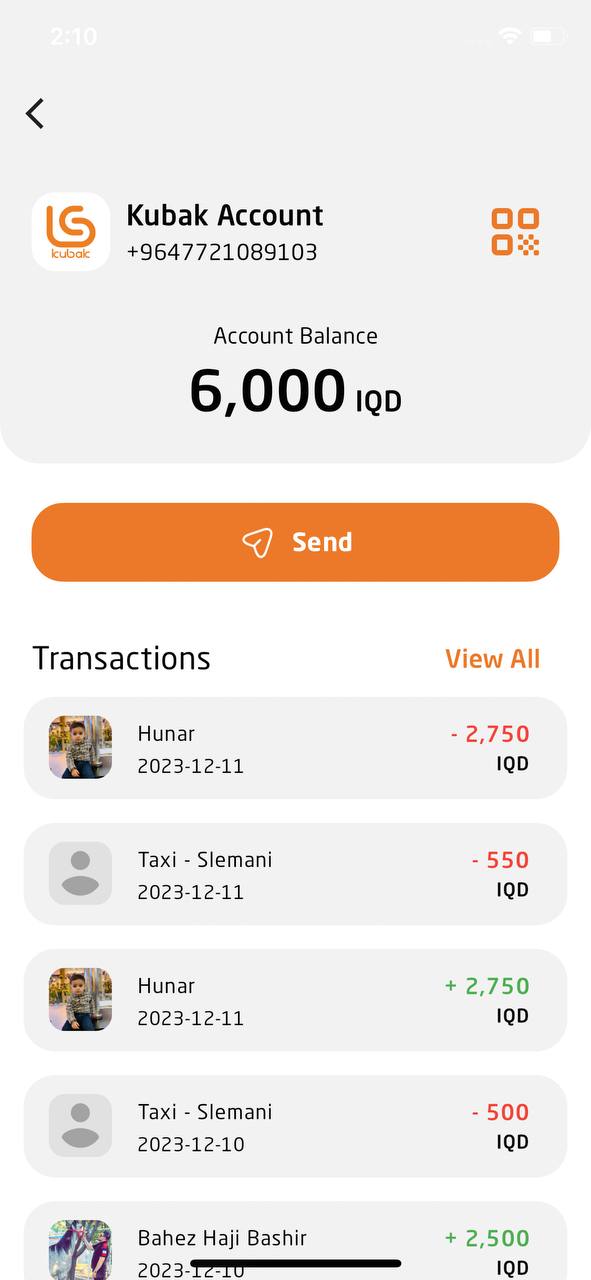 2:10
kubak
Kubak Account
+9647721089103
Account Balance
6,000 IQD
Send
Transactions
View All
Hunar
- 2,750
2023-12-11
IQD
Taxi - Slemani
- 550
2023-12-11
IQD
Hunar
+ 2,750
2023-12-11
IQD
Taxi - Slemani
- 500
2023-12-10
IQD
Bahez Haji Bashir
+ 2,500
2023-12-10
IQD